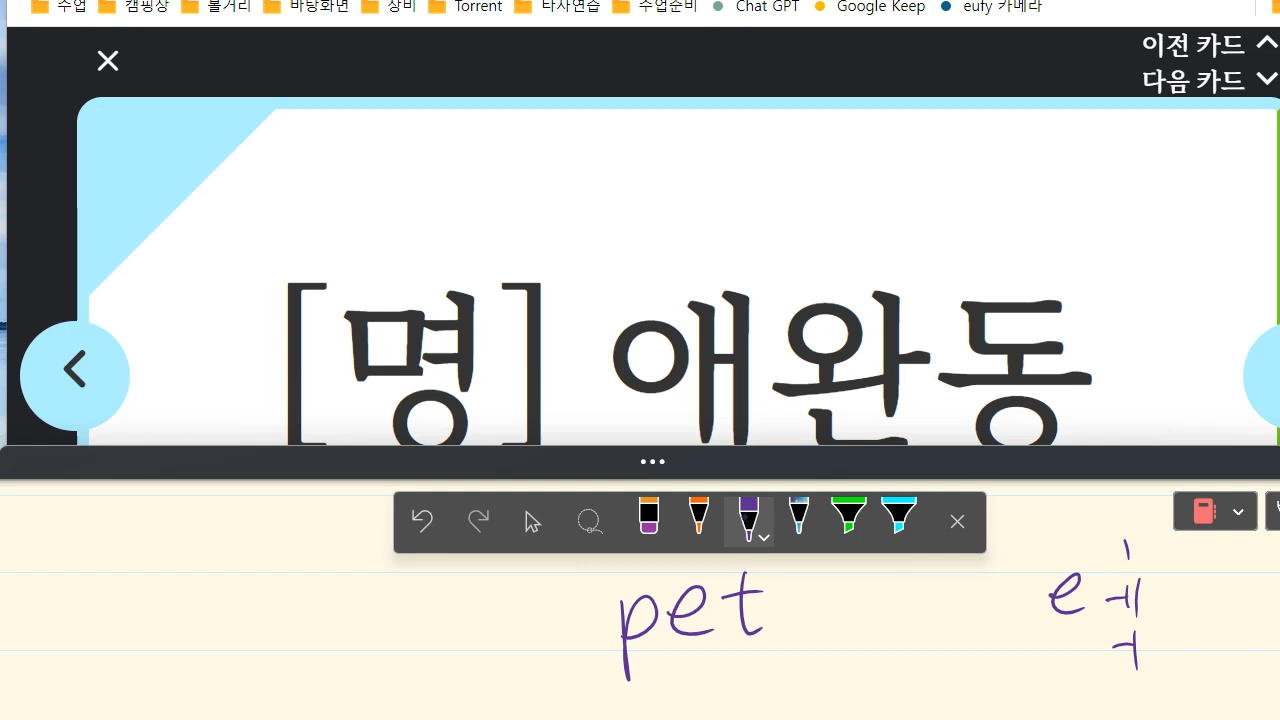 수업 캠핑장 볼거리 바탕화면 장비 Torrent 타자연습 수업준비 Chat GPT Google Keep eufy 카메라
이전 카드
다음 카드
[명] 애완동
pet e ㅣ
ㅔ
ㅓ